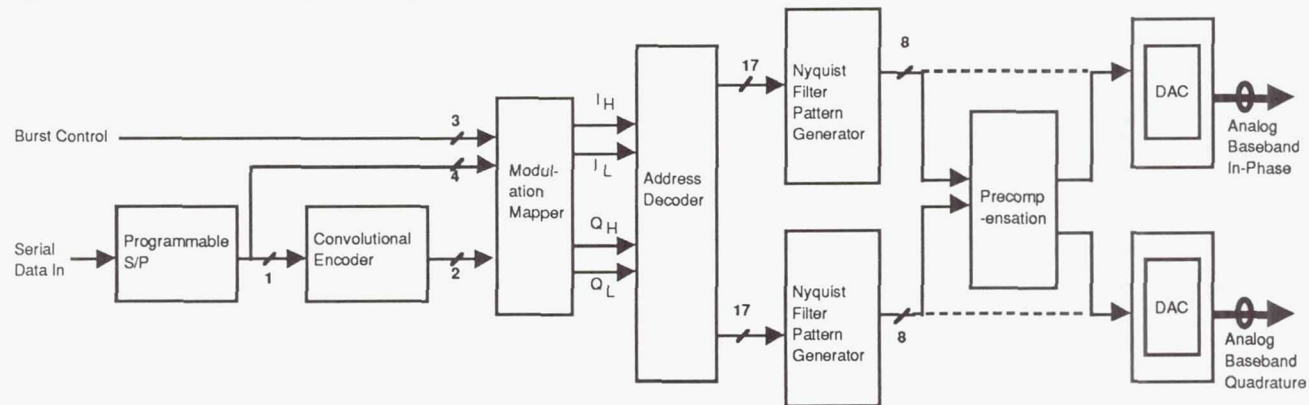 Burst Control
3
4
Serial
Data In
Programmable
S/P
1
Convolutional
Encoder
2
Modul-
ation
Mapper
I H
I L
Q H
Q L
Address
Decoder
17
Nyquist
Filter
Pattern
Generator
8
17
Nyquist
Filter
Pattern
Generator
8
Precomp
-ensation
DAC
Analog
Baseband
In-Phase
DAC
Analog
Baseband
Quadrature